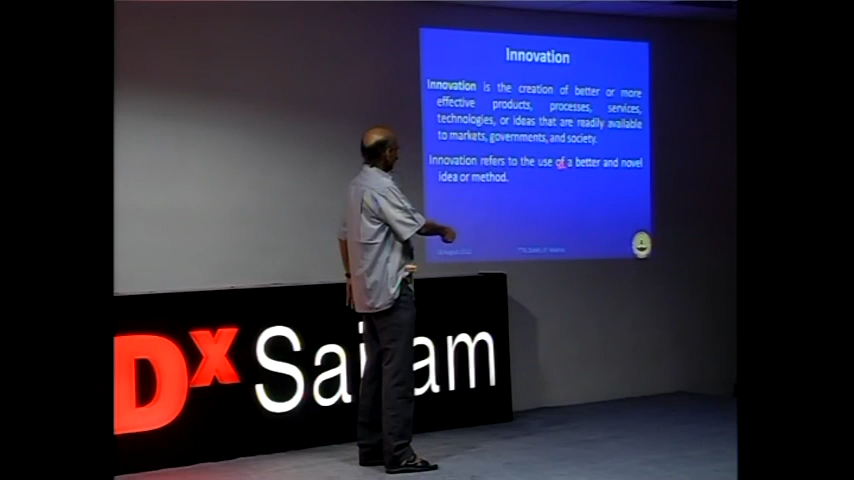 Innovation
Innovation is the creation of better or more
effective products, processes, services,
technologies, or ideas that are readily available
to markets, governments, and society.
Innovation refers to the use of a better and novel
idea or method.
Dx Sai am